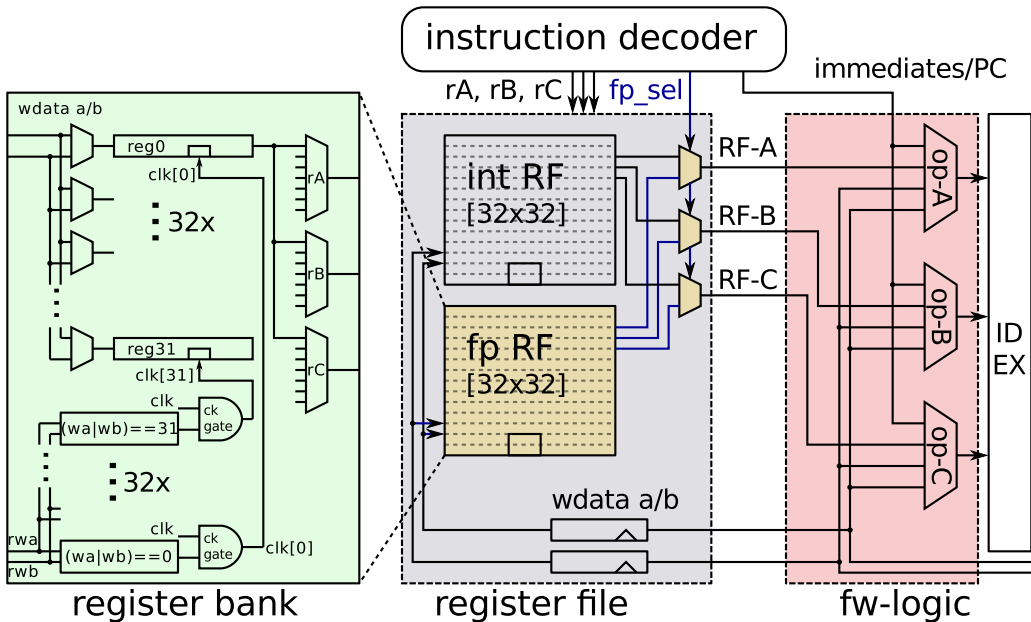 instruction decoder
immediates/PC
rA, rB, rC
fp_sel
wdata a/b
reg0
clk[0]
32x
rA
rB
rC
reg31
clk[31]
clk
ck
gate
(wa|wb)==31
32x
clk
ck
gate
(wa|wb)==0
clk[0]
rwa
rwb
register bank
int RF
[32x32]
fp RF
[32x32]
RF-A
RF-B
RF-C
wdata a/b
register file
op-A
op-B
op-C
fw-logic
ID
EX